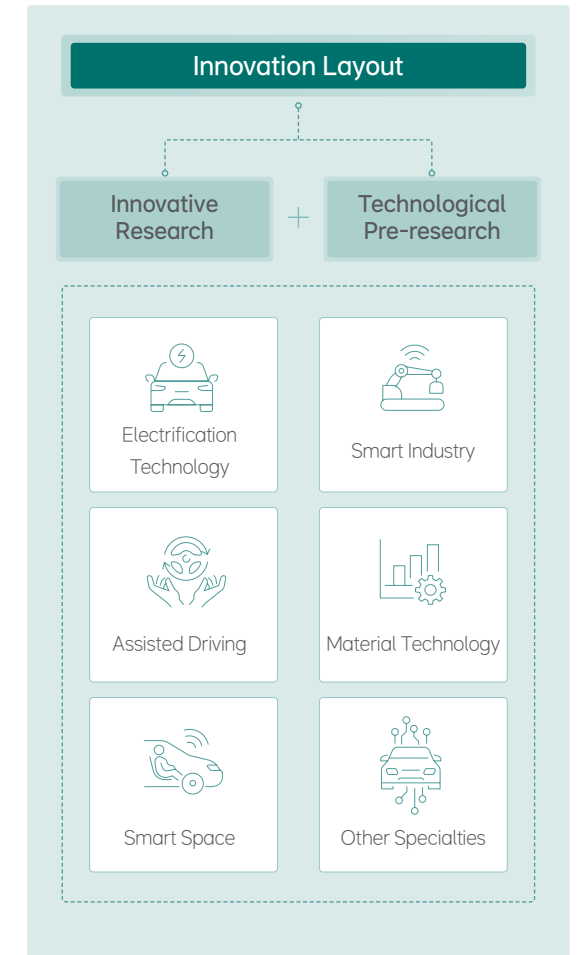 Innovation Layout
Innovative
Research
+
Technological
Pre-research
Electrification
Technology
Smart Industry
Assisted Driving
Material Technology
Smart Space
Other Specialties